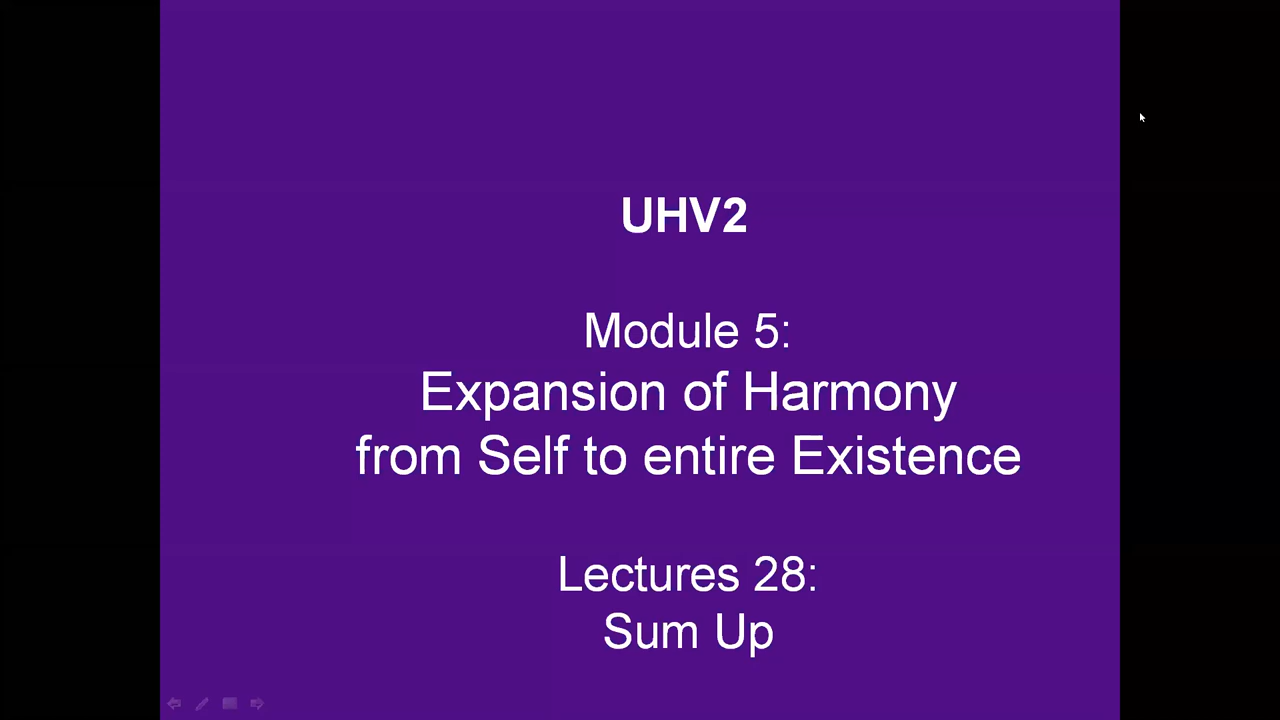 UHV2
Module 5:
Expansion of Harmony
from Self to entire Existence
Lectures 28:
Sum Up